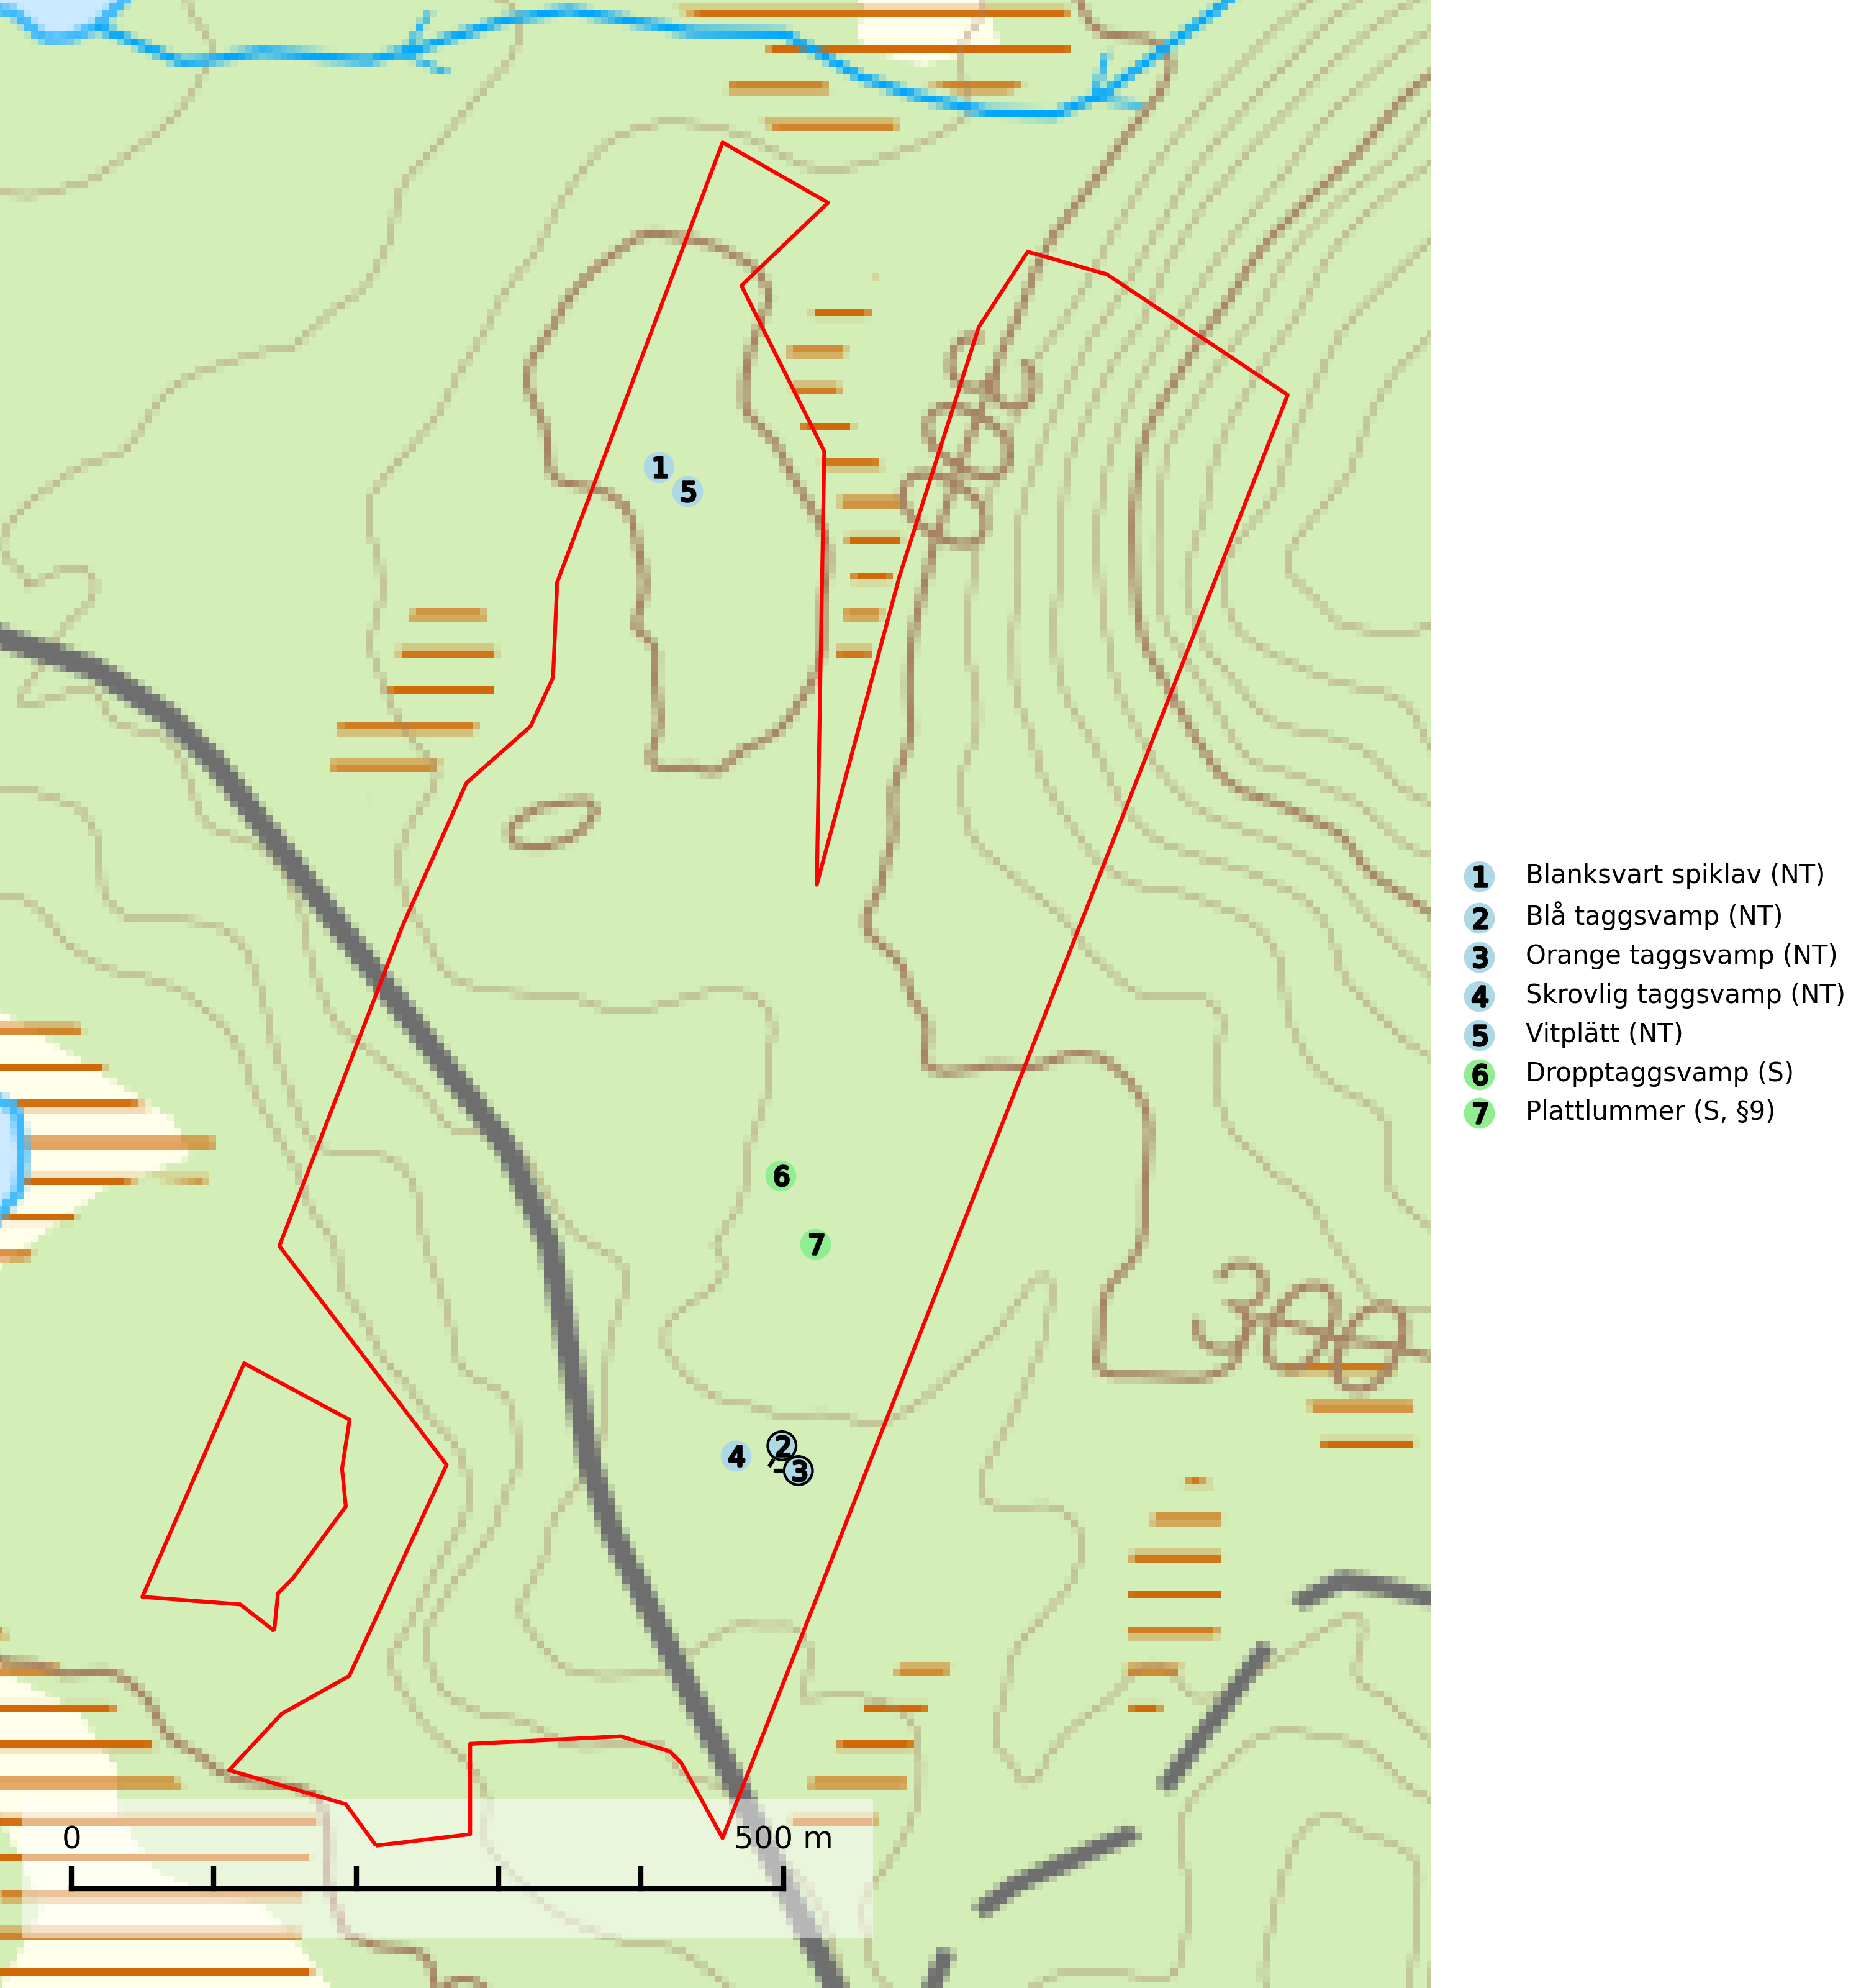 300
1
5
6
7
300
4
2
3
0 500 m
1 Blanksvart spiklav (NT)
2 Blå taggsvamp (NT)
3 Orange taggsvamp (NT)
4 Skrovlig taggsvamp (NT)
5 Vitplätt (NT)
6 Dropptaggsvamp (S)
7 Plattlummer (S, §9)